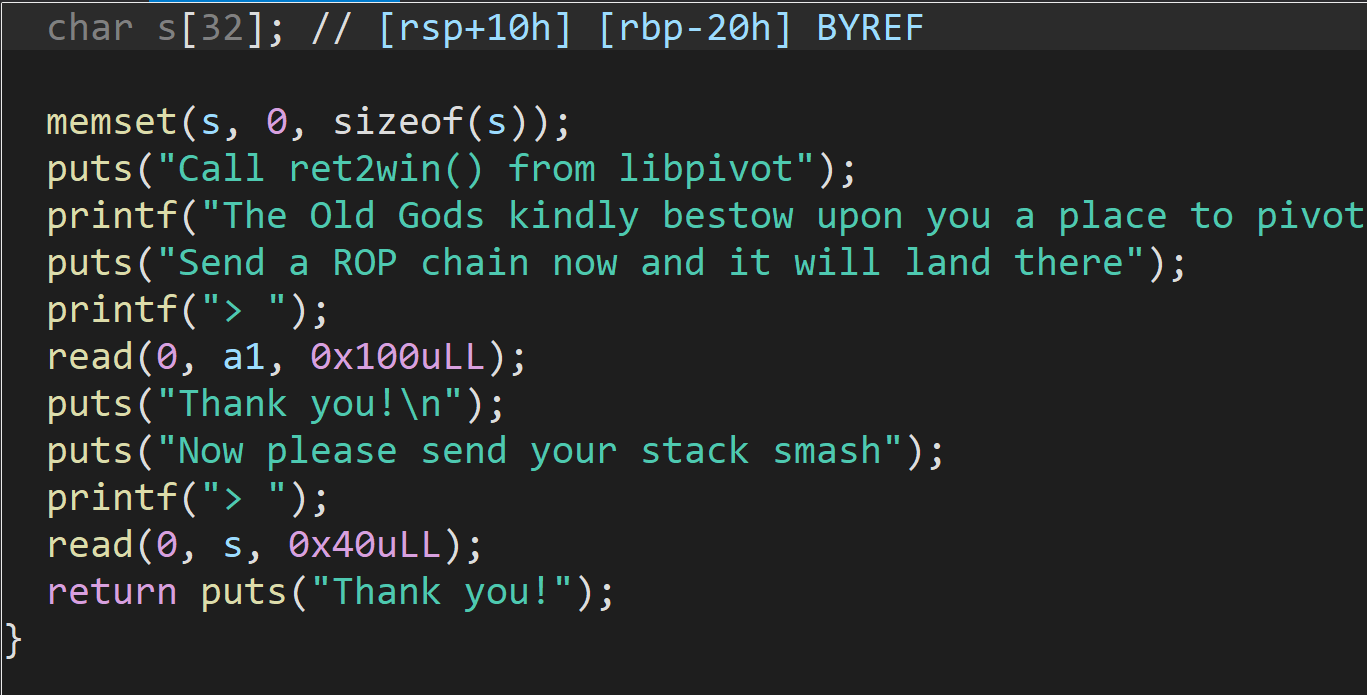 char s[32]; // [rsp+10h] [rbp-20h] BYREF
memset(s, 0, sizeof(s));
puts("Call ret2win() from libpivot");
printf("The Old Gods kindly bestow upon you a place to pivot
puts("Send a ROP chain now and it will land there");
printf("> ");
read(0, a1, 0x100uLL);
puts("Thank you!\n");
puts("Now please send your stack smash");
printf("> ");
read(0, s, 0x40uLL);
return puts("Thank you!");
}